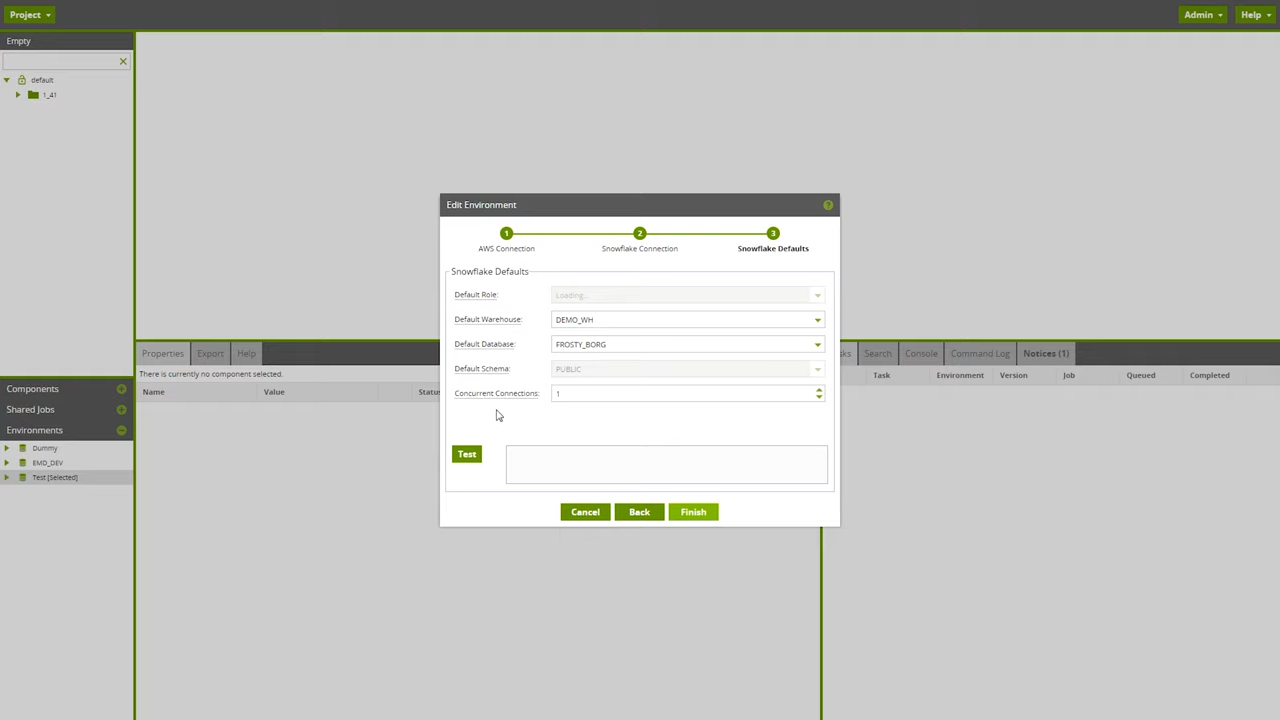 Project
Admin
Help
Empty
default
1_41
Edit Environment
1
2
3
AWS Connection
Snowflake Connection
Snowflake Defaults
Snowflake Defaults
Default Role:
Loading...
Default Warehouse:
DEMO_WH
Default Database:
FROSTY_BORG
Default Schema:
PUBLIC
Concurrent Connections:
1
Test
Cancel
Back
Finish
Properties
Export
Help
There is currently no component selected.
Name
Value
Search
Console
Command Log
Notices (1)
Task
Environment
Version
Job
Queued
Completed
Components
Shared Jobs
Environments
Dummy
EMD_DEV
Test [Selected]